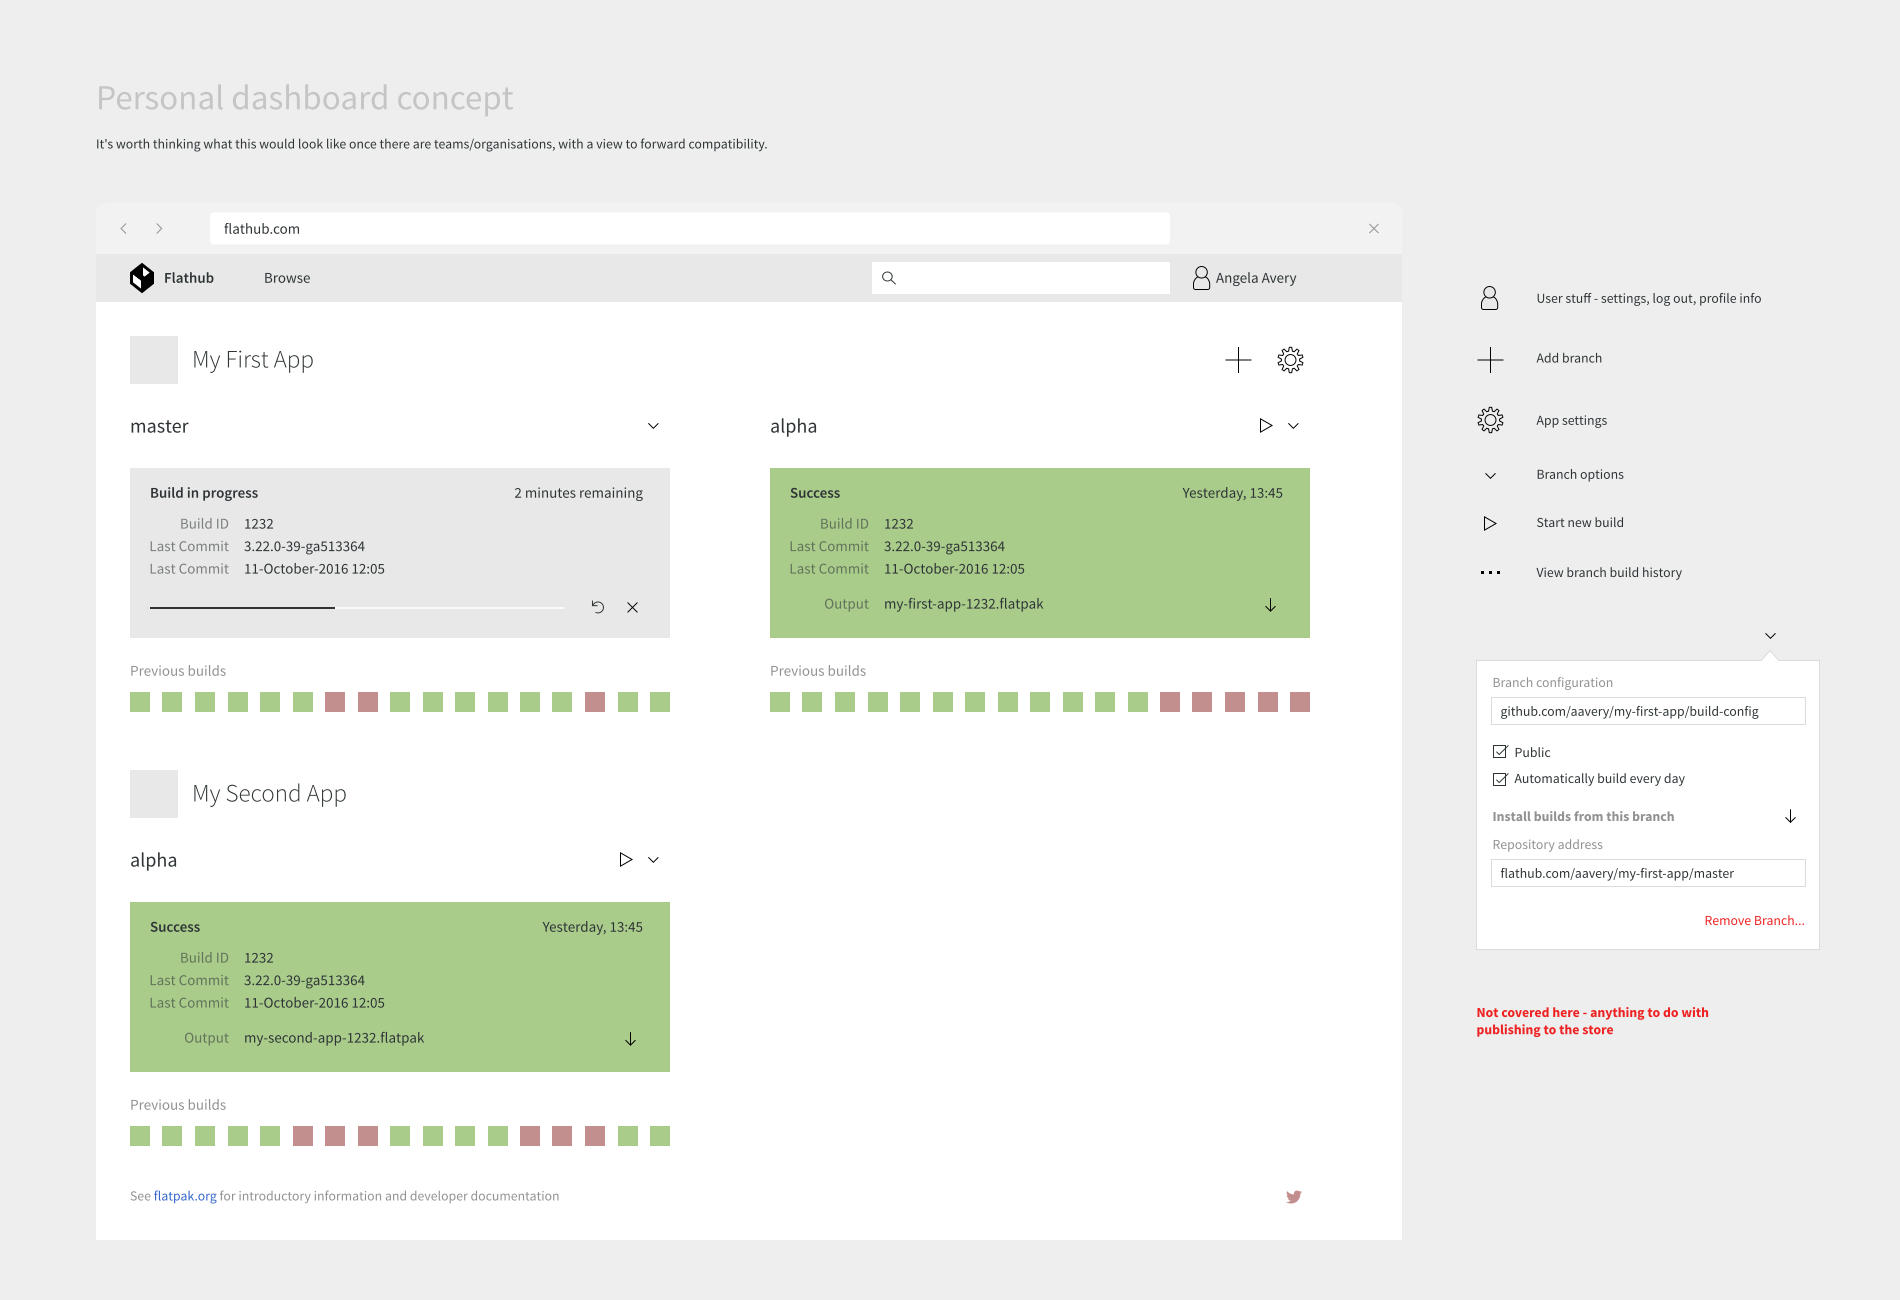 Personal dashboard concept
It's worth thinking what this would look like once there are teams/organisations, with a view to forward compatibility.
flathub.com
Flathub
Browse
Angela Avery
My First App
master
Build in progress
2 minutes remaining
Build ID 1232
Last Commit 3.22.0-39-ga513364
Last Commit 11-October-2016 12:05
Previous builds
alpha
Success
Yesterday, 13:45
Build ID 1232
Last Commit 3.22.0-39-ga513364
Last Commit 11-October-2016 12:05
Output my-first-app-1232.flatpak
Previous builds
My Second App
alpha
Success
Yesterday, 13:45
Build ID 1232
Last Commit 3.22.0-39-ga513364
Last Commit 11-October-2016 12:05
Output my-second-app-1232.flatpak
Previous builds
See flatpak.org for introductory information and developer documentation
User stuff - settings, log out, profile info
Add branch
App settings
Branch options
Start new build
View branch build history
Branch configuration
github.com/aavery/my-first-app/build-config
Public
Automatically build every day
Install builds from this branch
Repository address
flathub.com/aavery/my-first-app/master
Remove Branch...
Not covered here - anything to do with
publishing to the store